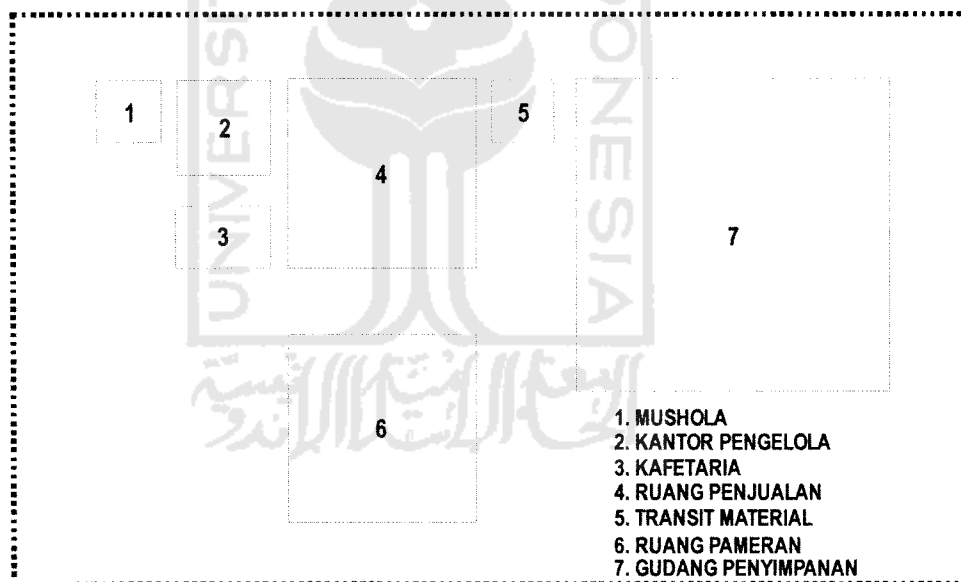 1
2
3
4
5
6
7
1. MUSHOLA
2. KANTOR PENGELOLA
3. KAFETARIA
4. RUANG PENJUALAN
5. TRANSIT MATERIAL
6. RUANG PAMERAN
7. GUDANG PENYIMPANAN